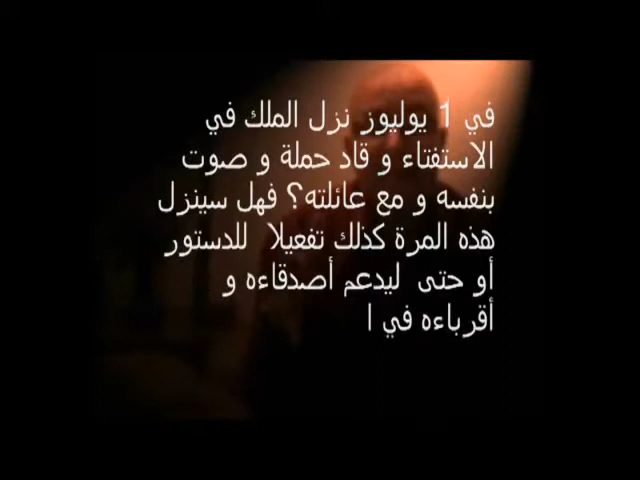 في 1 يوليوز نزل الملك في
الاستفتاء و قاد حملة و صوت
بنفسه و مع عائلته؟ فهل سينزل
هذه المرة كذلك تفعيلا للدستور
أو حتى ليدعم أصدقاءه و
أقرباءه في ا